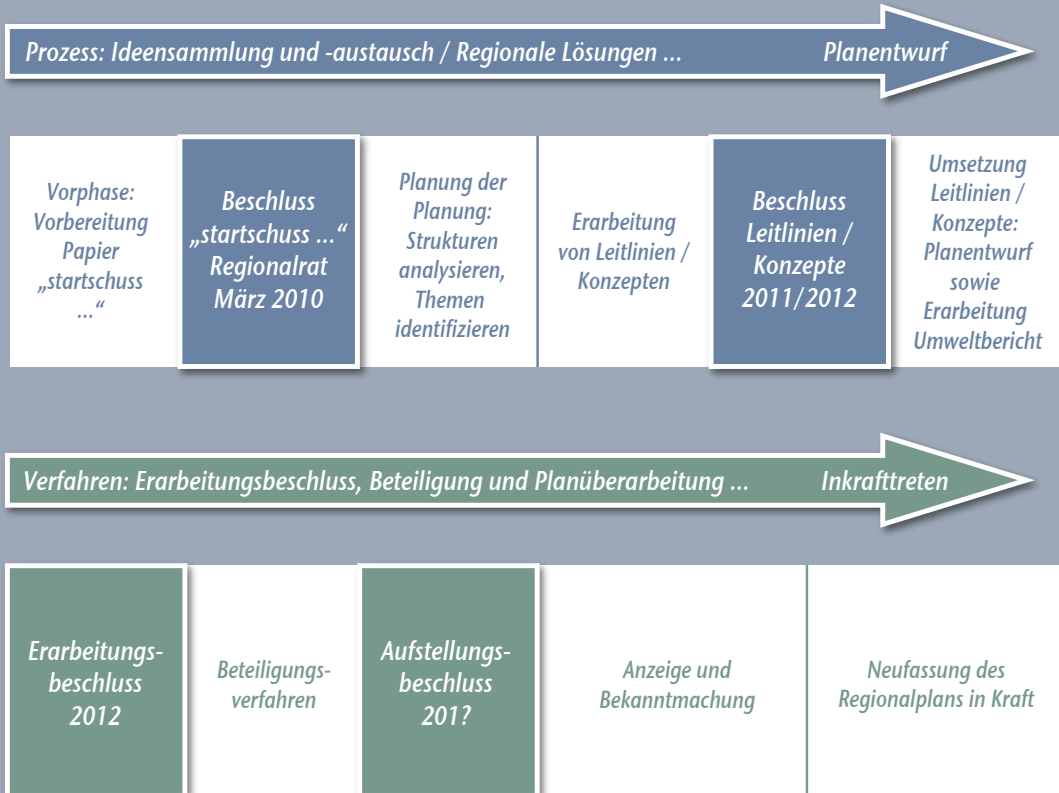 Prozess: Ideensammlung und -austausch / Regionale Lösungen ... Planentwurf
Vorphase:
Vorbereitung
Papier
„startschuss
...“
Beschluss
„startschuss ...“
Regionalrat
März 2010
Planung der
Planung:
Strukturen
analysieren,
Themen
identifizieren
Erarbeitung
von Leitlinien /
Konzepten
Beschluss
Leitlinien /
Konzepte
2011/2012
Umsetzung
Leitlinien /
Konzepte:
Planentwurf
sowie
Erarbeitung
Umweltbericht
Verfahren: Erarbeitungsbeschluss, Beteiligung und Planüberarbeitung ... Inkrafttreten
Erarbeitungs-
beschluss
2012
Beteiligungs-
verfahren
Aufstellungs-
beschluss
201?
Anzeige und
Bekanntmachung
Neufassung des
Regionalplans in Kraft